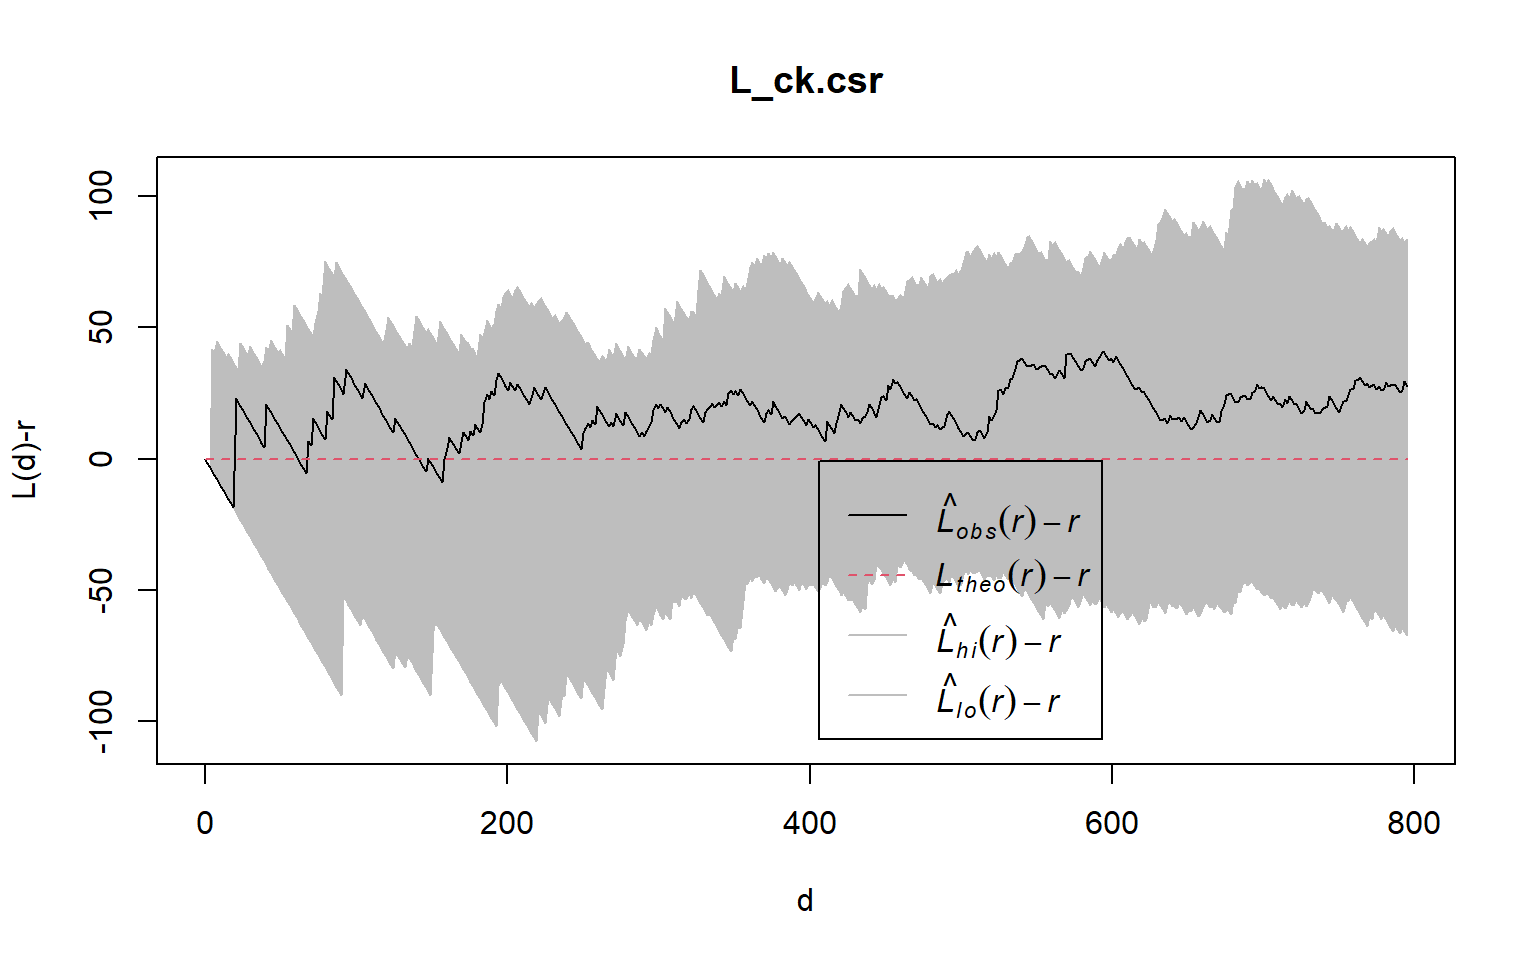 L_ck.csr
L(d)-r
100
50
0
-50
-100
L̂obs(r) – r
Ltheo(r) – r
L̂hi(r) – r
L̂lo(r) – r
0 200 400 600 800
d